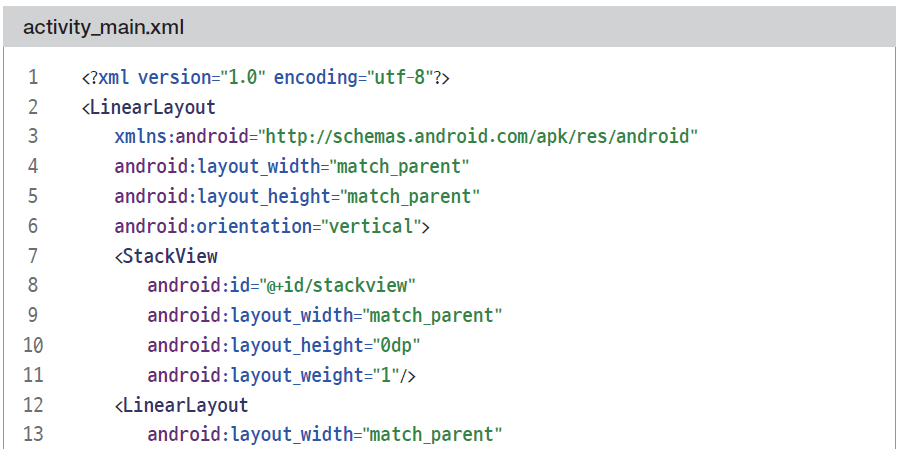 activity_main.xml
1 <?xml version="1.0" encoding="utf-8"?>
2 <LinearLayout
3 xmlns:android="http://schemas.android.com/apk/res/android"
4 android:layout_width="match_parent"
5 android:layout_height="match_parent"
6 android:orientation="vertical">
7 <StackView
8 android:id="@+id/stackview"
9 android:layout_width="match_parent"
10 android:layout_height="0dp"
11 android:layout_weight="1"/>
12 <LinearLayout
13 android:layout_width="match_parent"